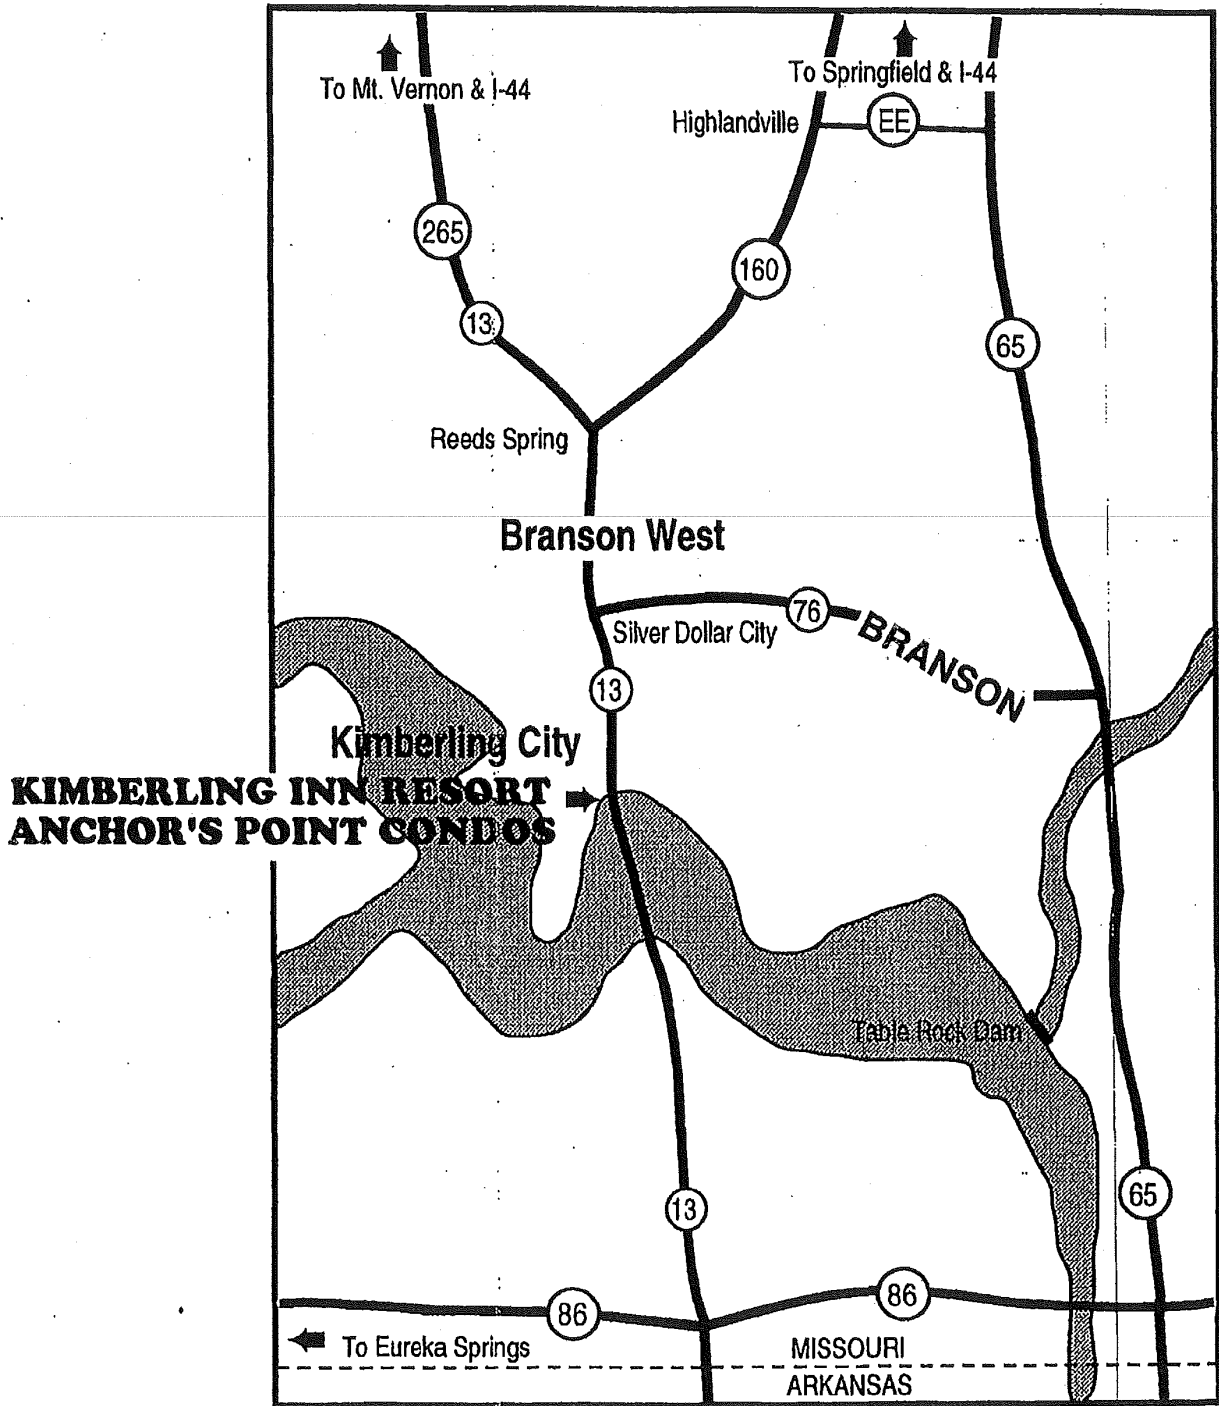 To Mt. Vernon & I-44
To Springfield & I-44
Highlandville
EE
265
160
13
65
Reeds Spring
Branson West
76
Silver Dollar City
BRANSON
13
Kimberling City
KIMBERLING INN RESORT
ANCHOR'S POINT CONDOS
Table Rock Dam
13
65
86
86
To Eureka Springs
MISSOURI
ARKANSAS